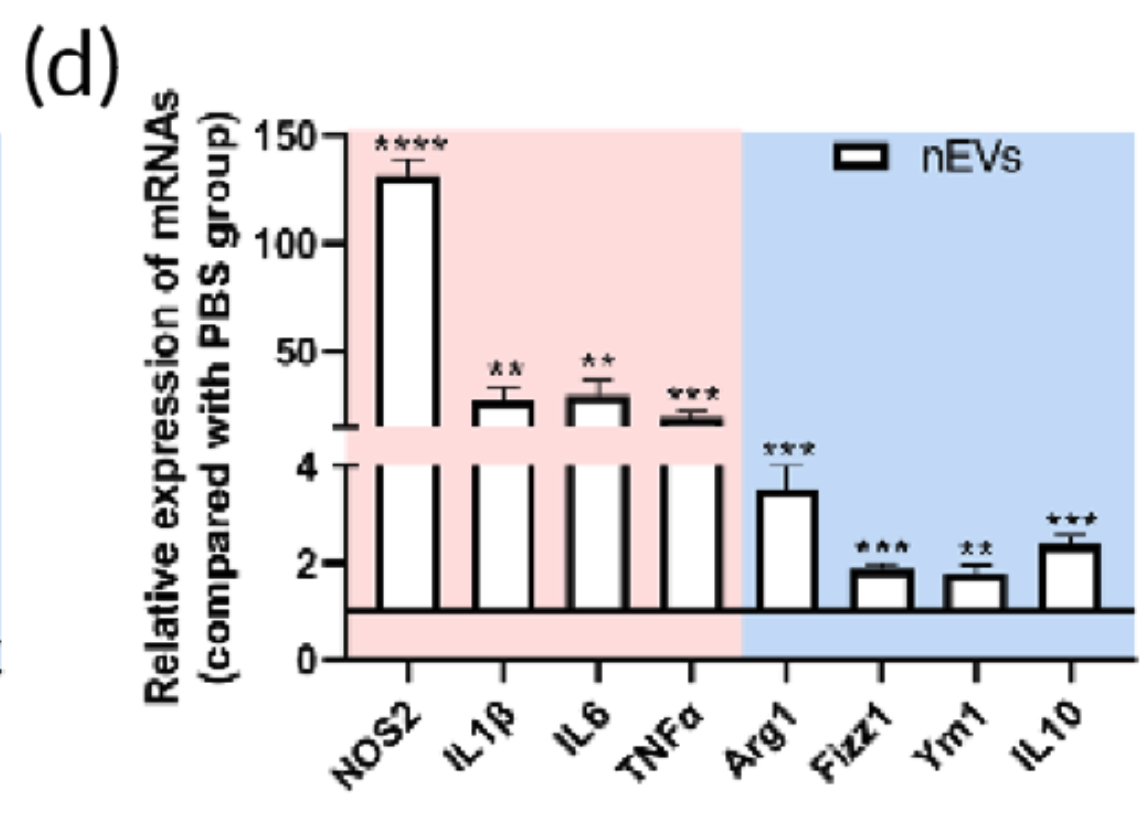 (d)
Relative expression of mRNAs
(compared with PBS group)
150
100
50
4
2
0
****
**
**
***
***
***
**
***
nEVs
NOS2
IL1β
IL6
TNFα
Arg1
Fizz1
Ym1
IL10